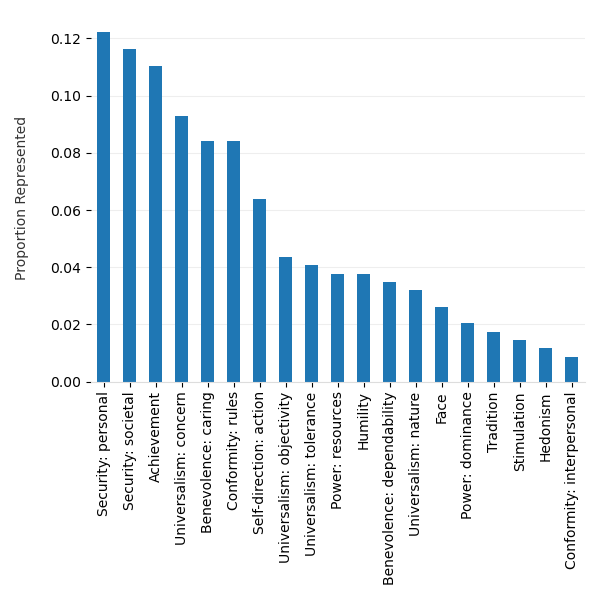 Proportion Represented
0.12
0.10
0.08
0.06
0.04
0.02
0.00
Security: personal
Security: societal
Achievement
Universalism: concern
Benevolence: caring
Conformity: rules
Self-direction: action
Universalism: objectivity
Universalism: tolerance
Power: resources
Humility
Benevolence: dependability
Universalism: nature
Face
Power: dominance
Tradition
Stimulation
Hedonism
Conformity: interpersonal